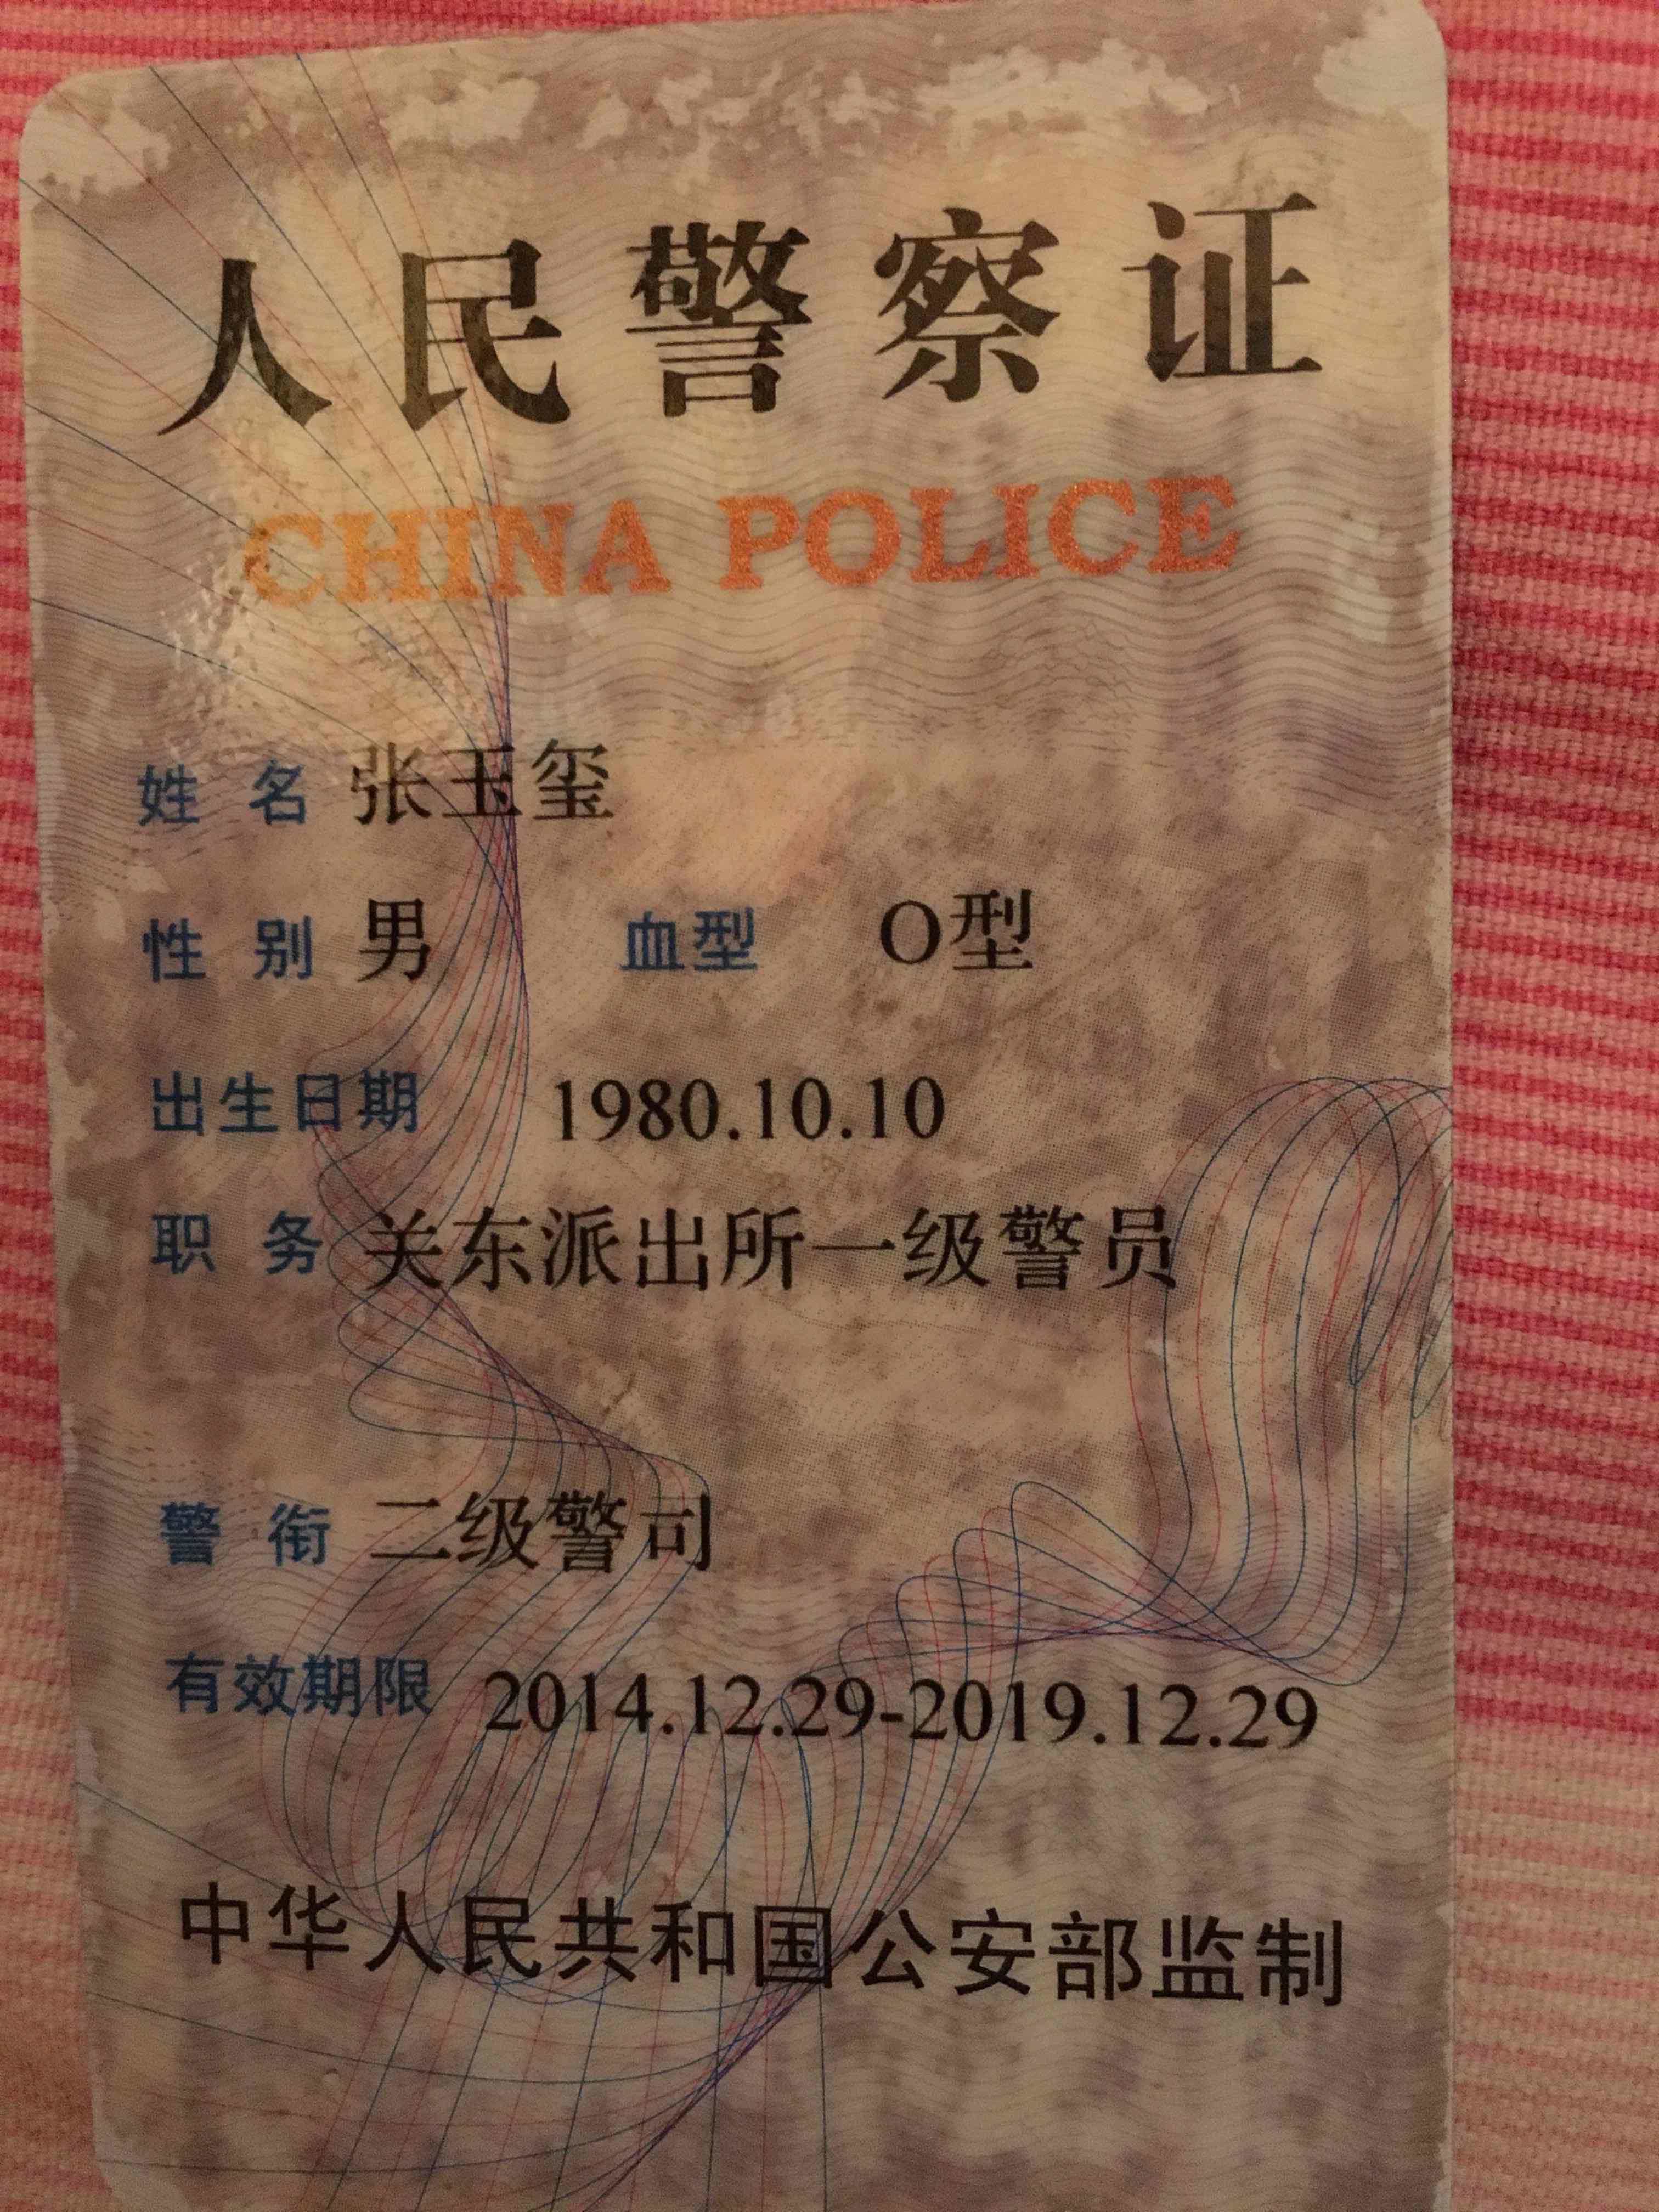 人民警察证
CHINA POLICE
姓 名 张玉玺
性 别 男 血型 O型
出生日期 1980.10.10
职 务 关东派出所一级警员
警 衔 二级警司
有效期限 2014.12.29-2019.12.29
中华人民共和国公安部监制